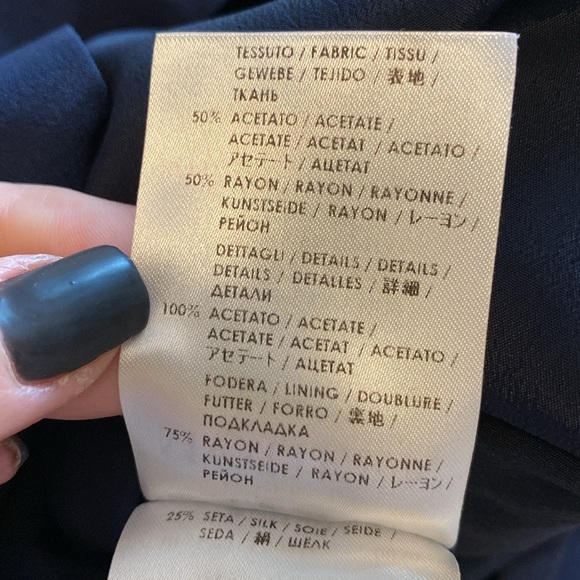 TESSUTO / FABRIC / TISSU /
GEWEBE / TEJIDO / 表地 /
ТКАНЬ
50% ACETATO / ACETATE /
ACETATE / ACETAT / ACETATO /
アセテート / АЦЕТАТ
50% RAYON / RAYON / RAYONNE /
KUNSTSEIDE / RAYON / レーヨン /
РЕЙОН
DETTAGLI / DETAILS / DETAILS /
DETAILS / DETALLES / 詳細 /
ДЕТАЛИ
100% ACETATO / ACETATE /
ACETATE / ACETAT / ACETATO /
アセテート / АЦЕТАТ
FODERA / LINING / DOUBLURE /
FUTTER / FORRO / 裏地 /
ПОДКЛАДКА
75% RAYON / RAYON / RAYONNE /
KUNSTSEIDE / RAYON / レーヨン /
РЕЙОН
25% SETA / SILK / SOIE / SEIDE /
SEDA / 絹 / ШЕЛК